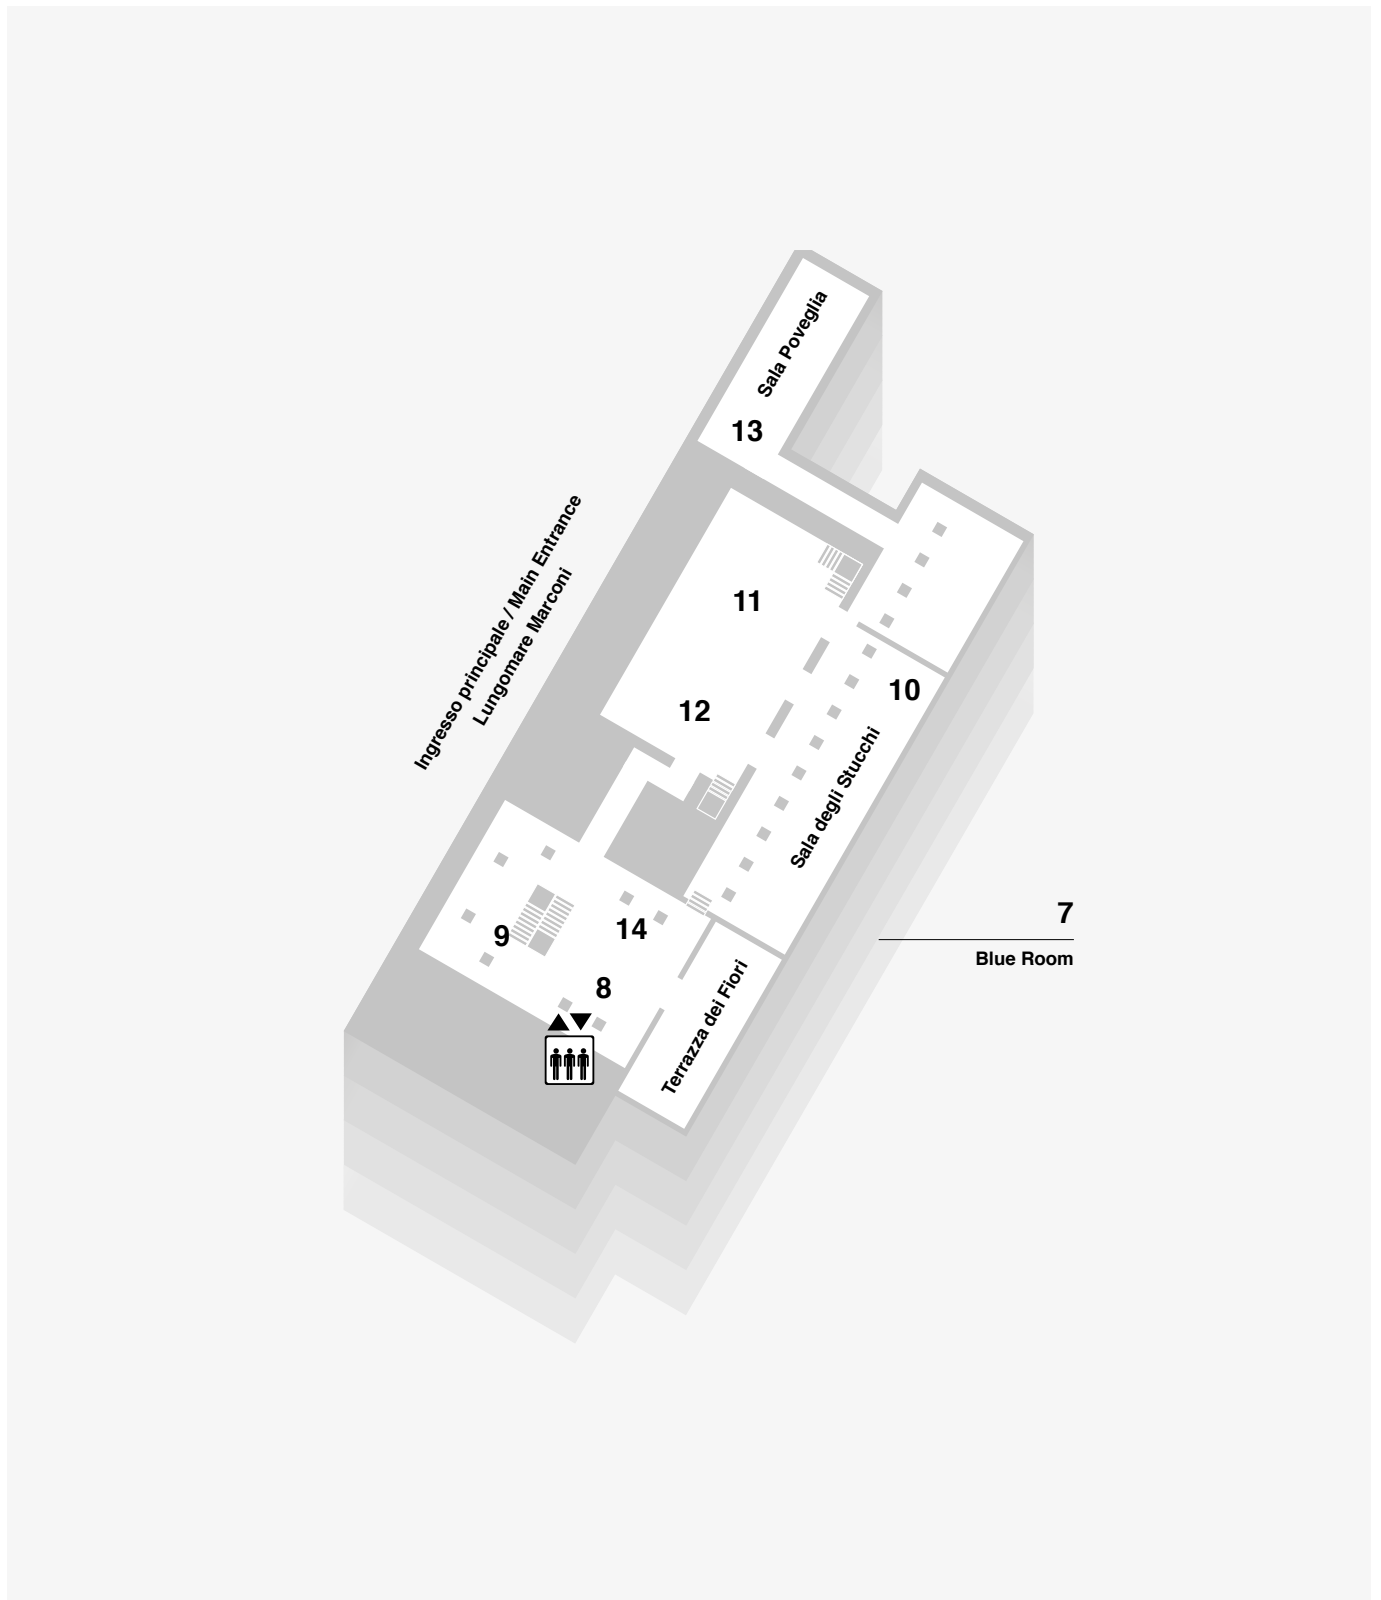 Sala Poveglia
13
Ingresso principale / Main Entrance
Lungomare Marconi
11
10
12
Sala degli Stucchi
7
Blue Room
14
9
8
Terrazza dei Fiori